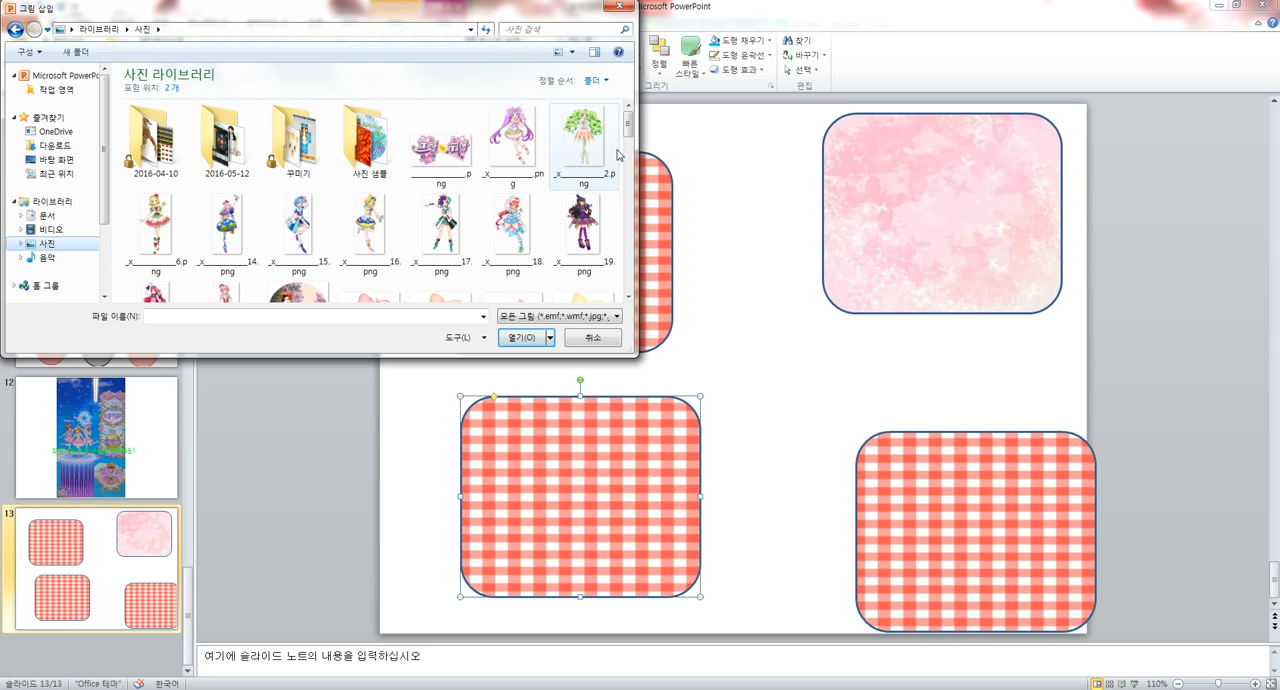 그림 삽입
Microsoft PowerPoint
라이브러리 ▸ 사진 ▸
사진 검색
구성 새 폴더
Microsoft PowerPo
작업 영역
즐겨찾기
OneDrive
다운로드
바탕 화면
최근 위치
라이브러리
문서
비디오
사진
음악
홈 그룹
사진 라이브러리
포함 위치: 2 개
정렬 순서: 폴더
2016-04-10
2016-05-12
꾸미기
사진 샘플
파일 이름(N):
모든 그림 (*.emf;*.wmf;*.jpg;*.
도구(L)
열기(O)
취소
정렬
빠른
스타일
도형 채우기
도형 윤곽선
도형 효과
그리기
찾기
바꾸기
선택
편집
12
13
여기에 슬라이드 노트의 내용을 입력하십시오
슬라이드 13/13
"Office 테마"
한국어
110%